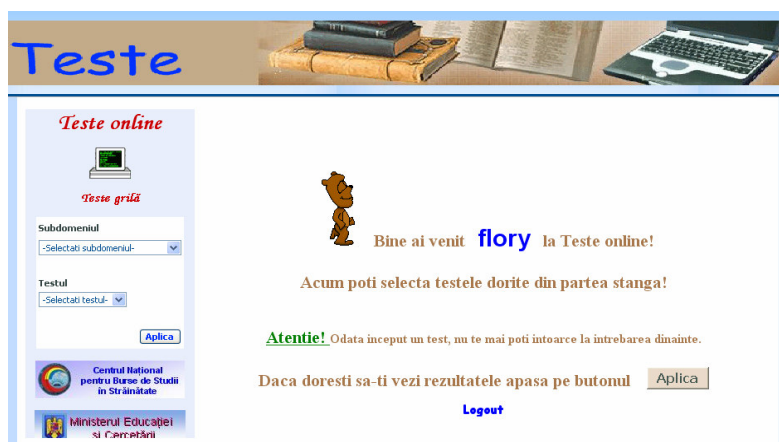 Teste
Teste online
Teste grilă
Subdomeniul
-Selectati subdomeniul-
Testul
-Selectati testul-
Aplica
Centrul Național
pentru Burse de Studii
în Străinătate
Ministerul Educației
și Cercetării
Bine ai venit flory la Teste online!
Acum poti selecta testele dorite din partea stanga!
Atentie! Odata inceput un test, nu te mai poti intoarce la intrebarea dinainte.
Daca doresti sa-ti vezi rezultatele apasa pe butonul Aplica
Logout